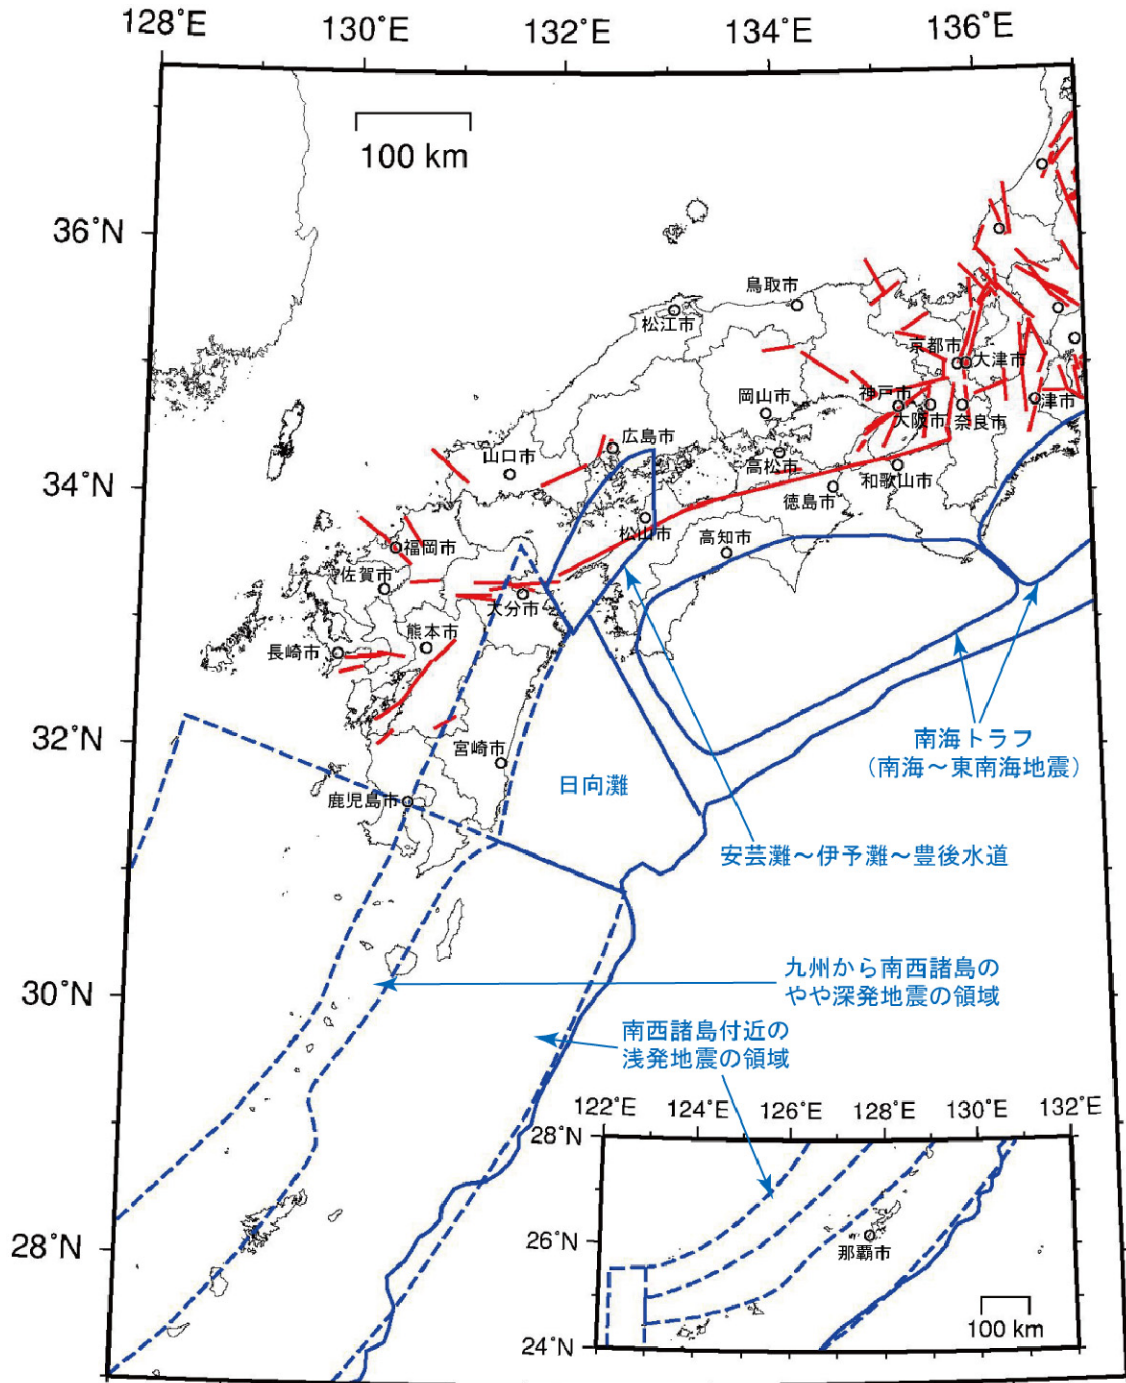 128°E 130°E 132°E 134°E 136°E
100 km
36°N
鳥取市
松江市
京都市
大津市
岡山市
神戸市
津市
大阪市
奈良市
広島市
山口市
高松市
34°N
和歌山市
徳島市
松山市
高知市
福岡市
佐賀市
大分市
熊本市
長崎市
32°N
宮崎市
南海トラフ
(南海～東南海地震)
日向灘
鹿児島市
安芸灘～伊予灘～豊後水道
九州から南西諸島の
やや深発地震の領域
30°N
南西諸島付近の
浅発地震の領域
122°E 124°E 126°E 128°E 130°E 132°E
28°N
26°N
那覇市
28°N
100 km
24°N